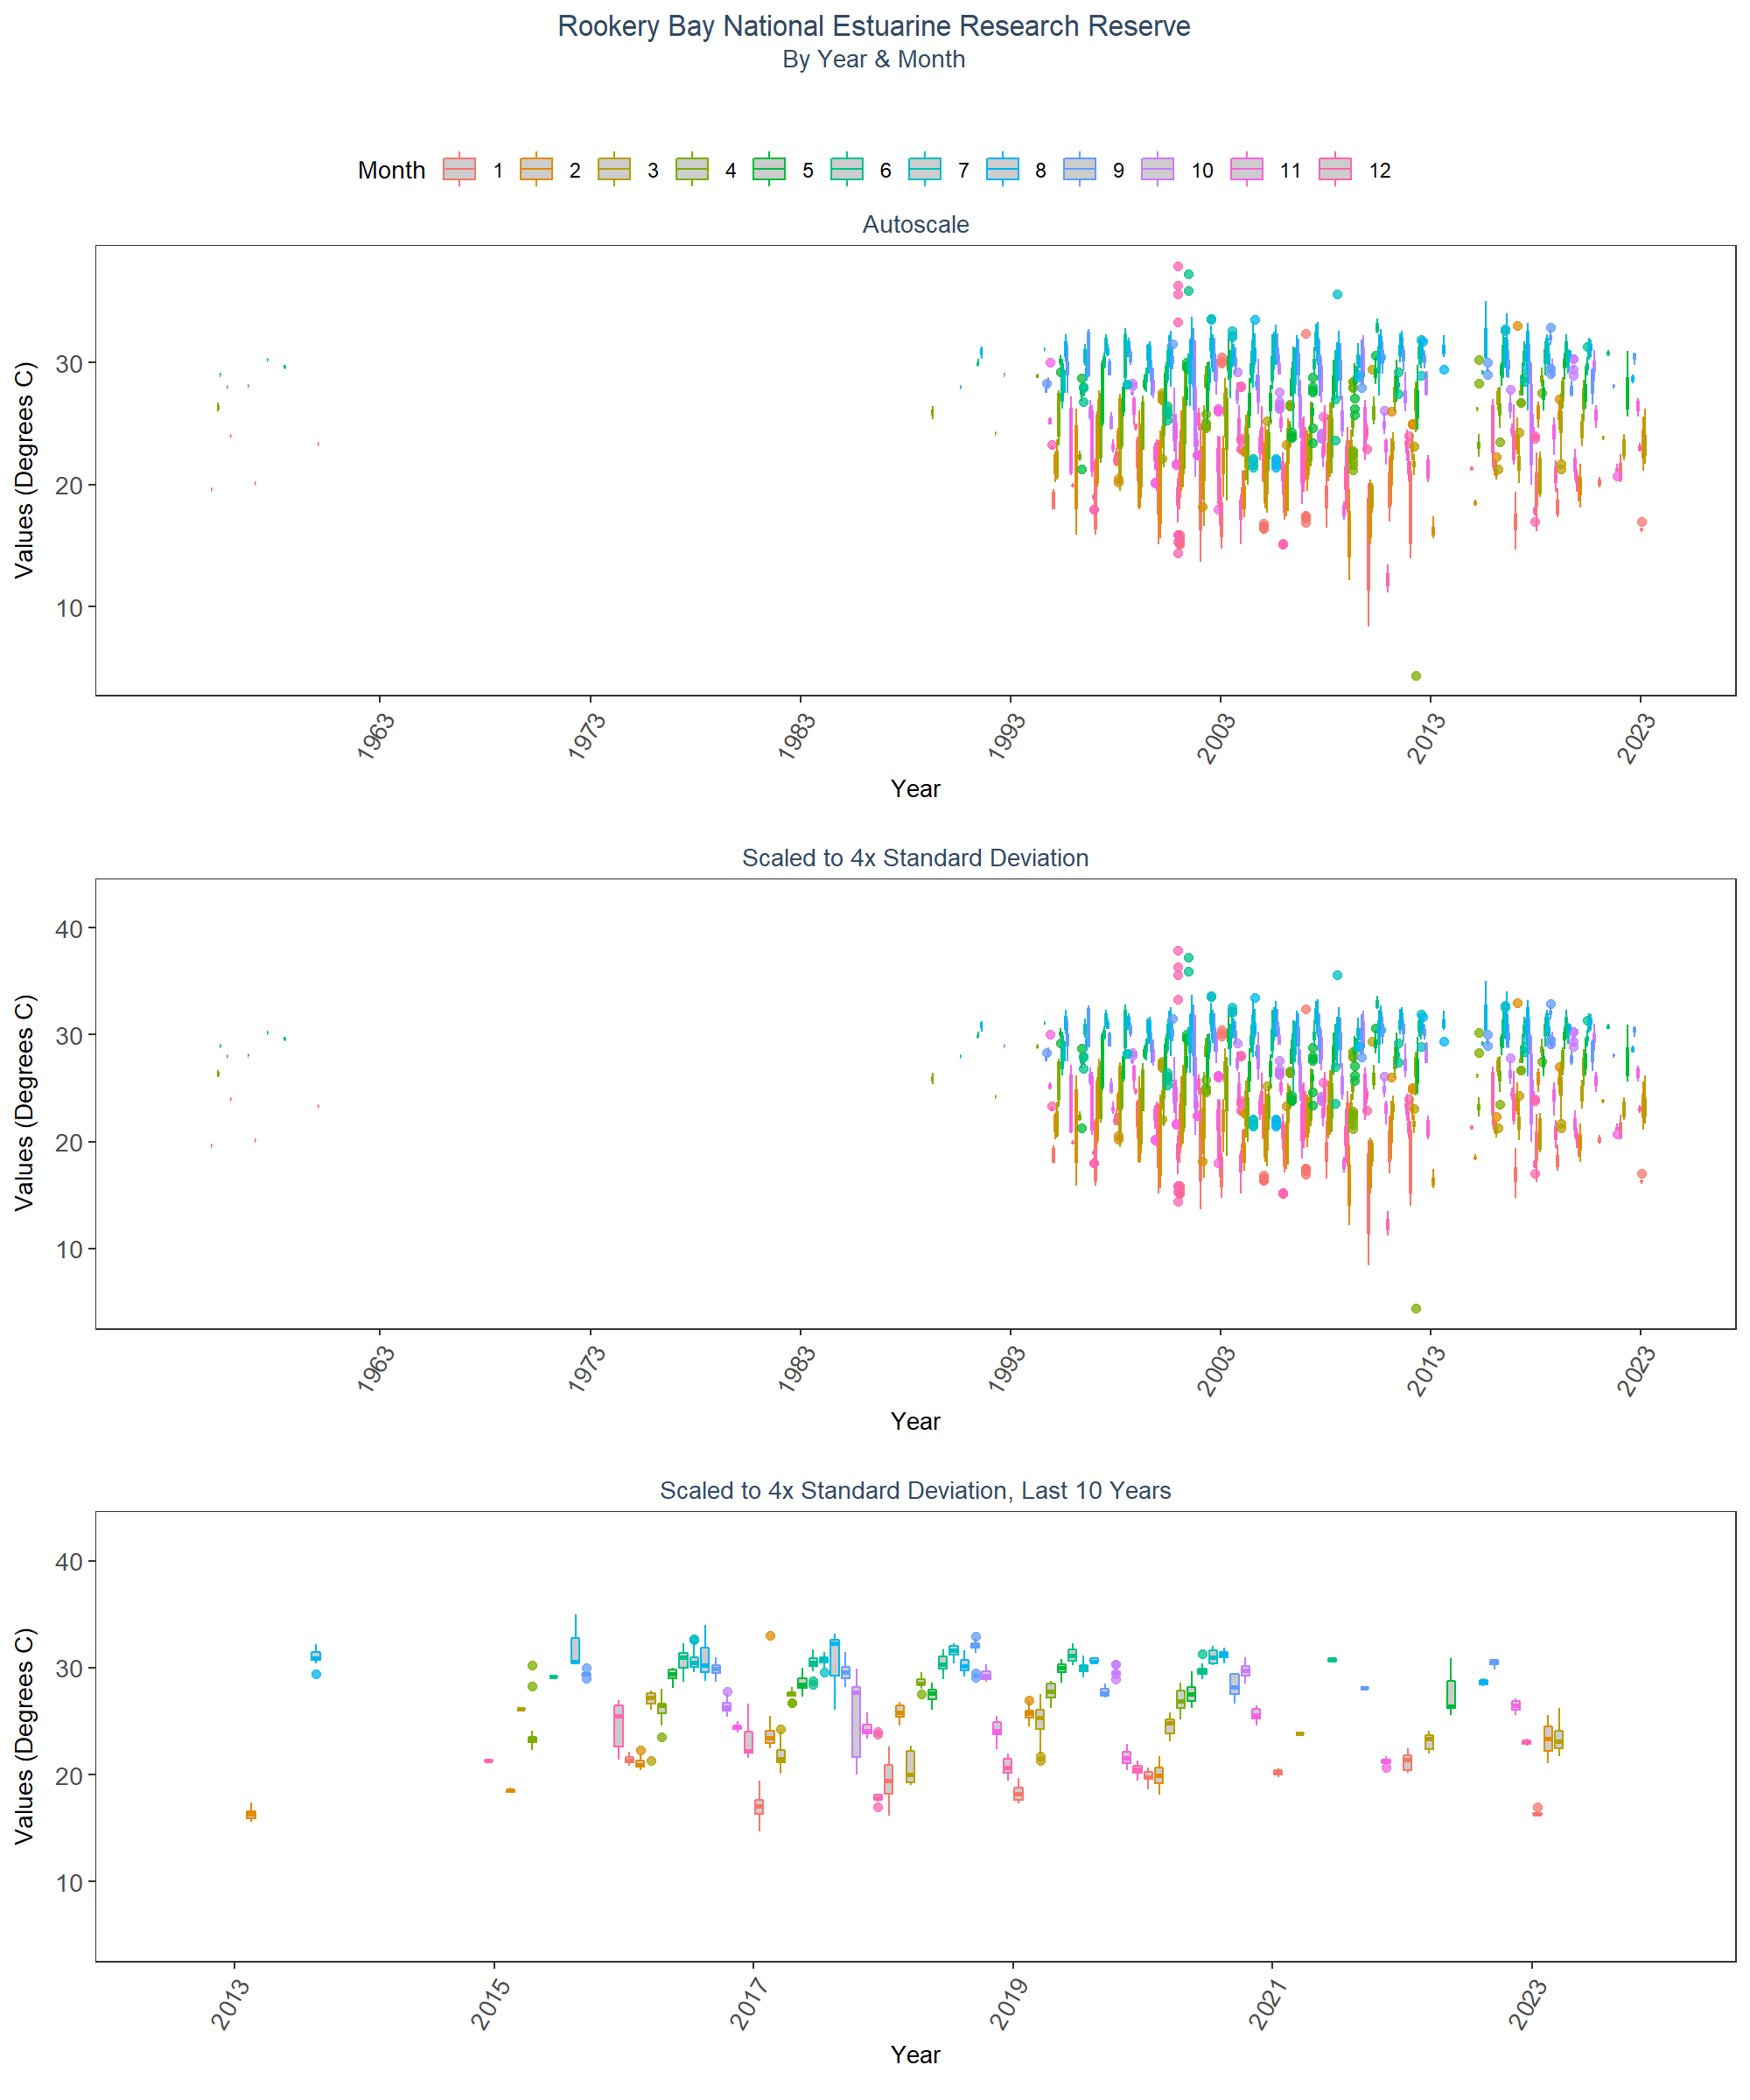 Rookery Bay National Estuarine Research Reserve
By Year & Month
Month 1 2 3 4 5 6 7 8 9 10 11 12
Autoscale
Values (Degrees C)
30
20
10
1963 1973 1983 1993 2003 2013 2023
Year
Scaled to 4x Standard Deviation
Values (Degrees C)
40
30
20
10
1963 1973 1983 1993 2003 2013 2023
Year
Scaled to 4x Standard Deviation, Last 10 Years
Values (Degrees C)
40
30
20
10
2013 2015 2017 2019 2021 2023
Year